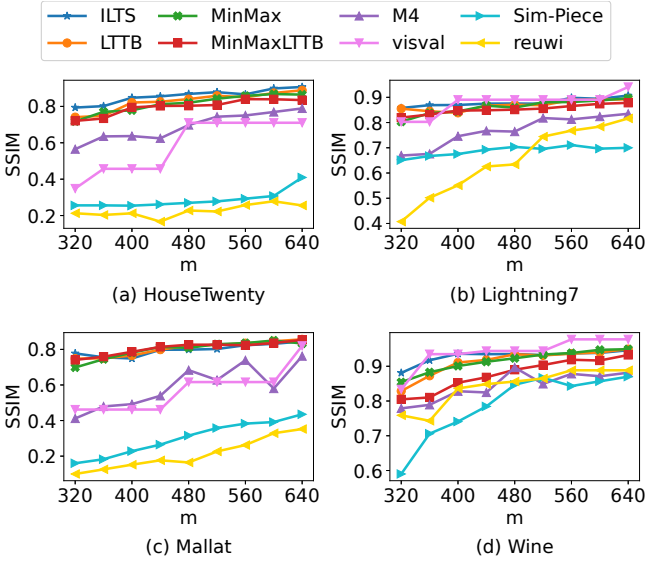 ILTS MinMax M4 Sim-Piece
LTTB MinMaxLTTB visval reuwi
SSIM
0.8
0.6
0.4
0.2
320 400 480 560 640
m
(a) HouseTwenty
SSIM
0.9
0.8
0.7
0.6
0.5
0.4
320 400 480 560 640
m
(b) Lightning7
SSIM
0.8
0.6
0.4
0.2
320 400 480 560 640
m
(c) Mallat
SSIM
0.9
0.8
0.7
0.6
320 400 480 560 640
m
(d) Wine